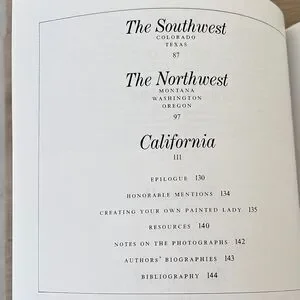 The Southwest
COLORADO
TEXAS
87
The Northwest
MONTANA
WASHINGTON
OREGON
97
California
111
EPILOGUE 130
HONORABLE MENTIONS 134
CREATING YOUR OWN PAINTED LADY 135
RESOURCES 140
NOTES ON THE PHOTOGRAPHS 142
AUTHORS' BIOGRAPHIES 143
BIBLIOGRAPHY 144